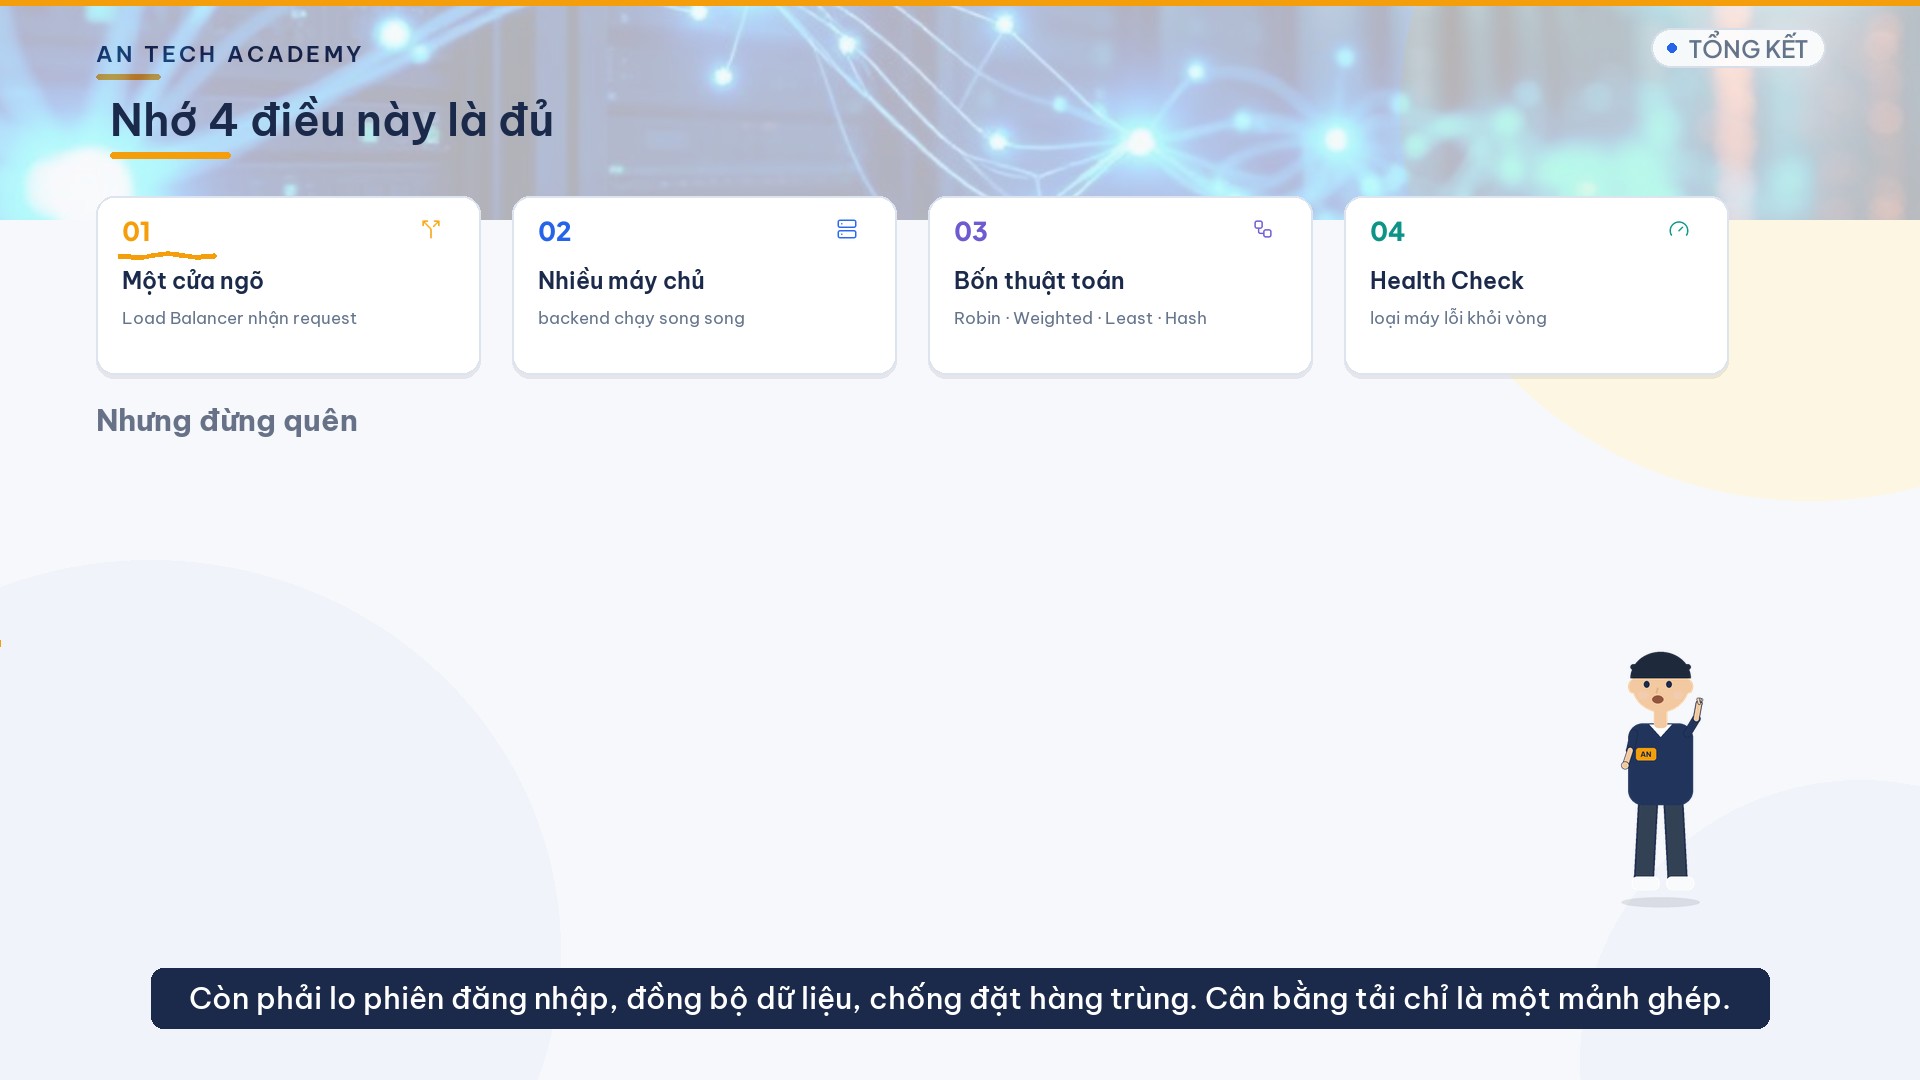 AN TECH ACADEMY
TỔNG KẾT
Nhớ 4 điều này là đủ
01
Một cửa ngõ
Load Balancer nhận request
02
Nhiều máy chủ
backend chạy song song
03
Bốn thuật toán
Robin · Weighted · Least · Hash
04
Health Check
loại máy lỗi khỏi vòng
Nhưng đừng quên
AN
Còn phải lo phiên đăng nhập, đồng bộ dữ liệu, chống đặt hàng trùng. Cân bằng tải chỉ là một mảnh ghép.